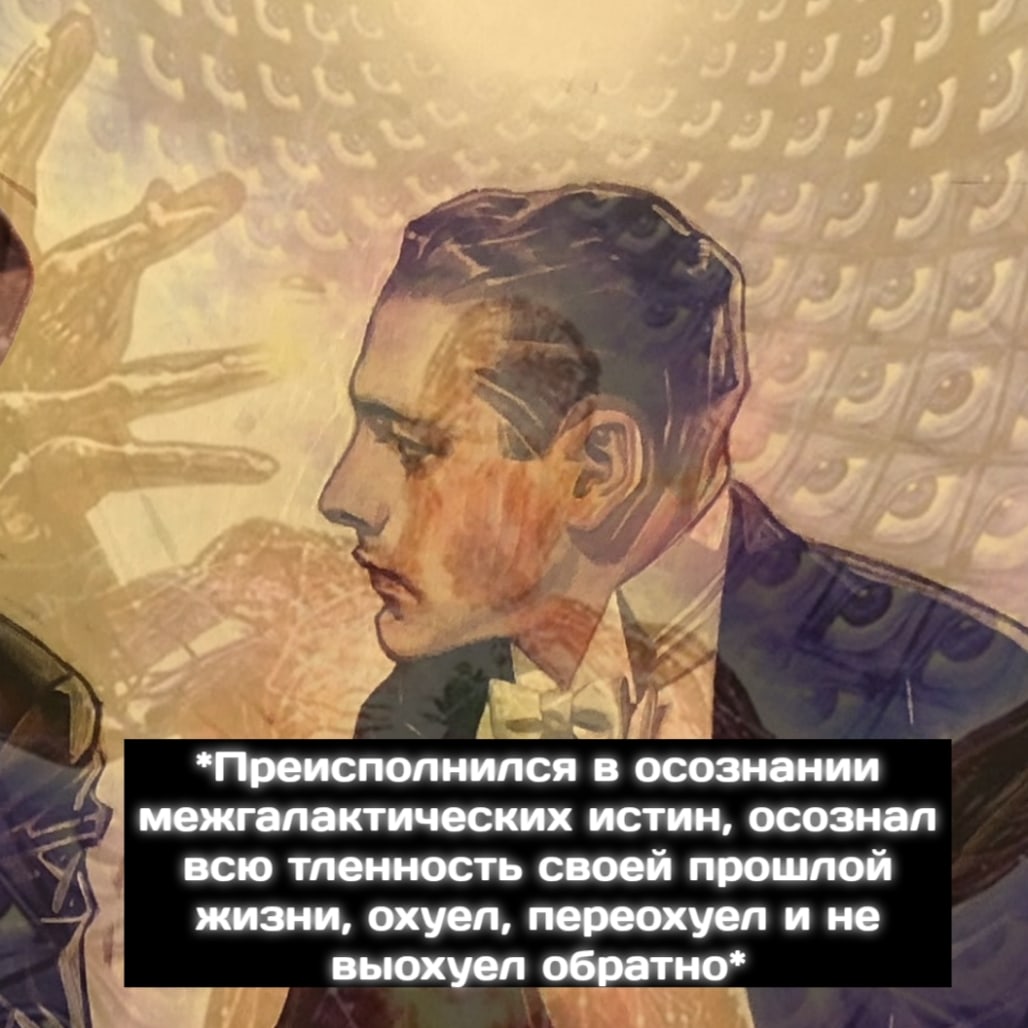 *Преисполнился в осознании
межгалактических истин, осознал
всю тленность своей прошлой
жизни, охуел, переохуел и не
выохуел обратно*